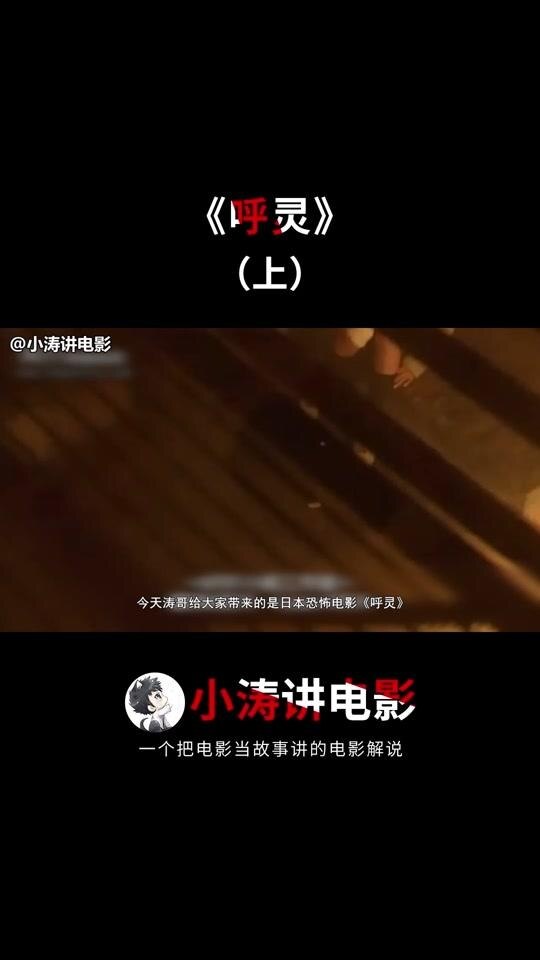 《呼灵》
（上）
@小涛讲电影
今天涛哥给大家带来的是日本恐怖电影《呼灵》
小涛讲电影
一个把电影当故事讲的电影解说